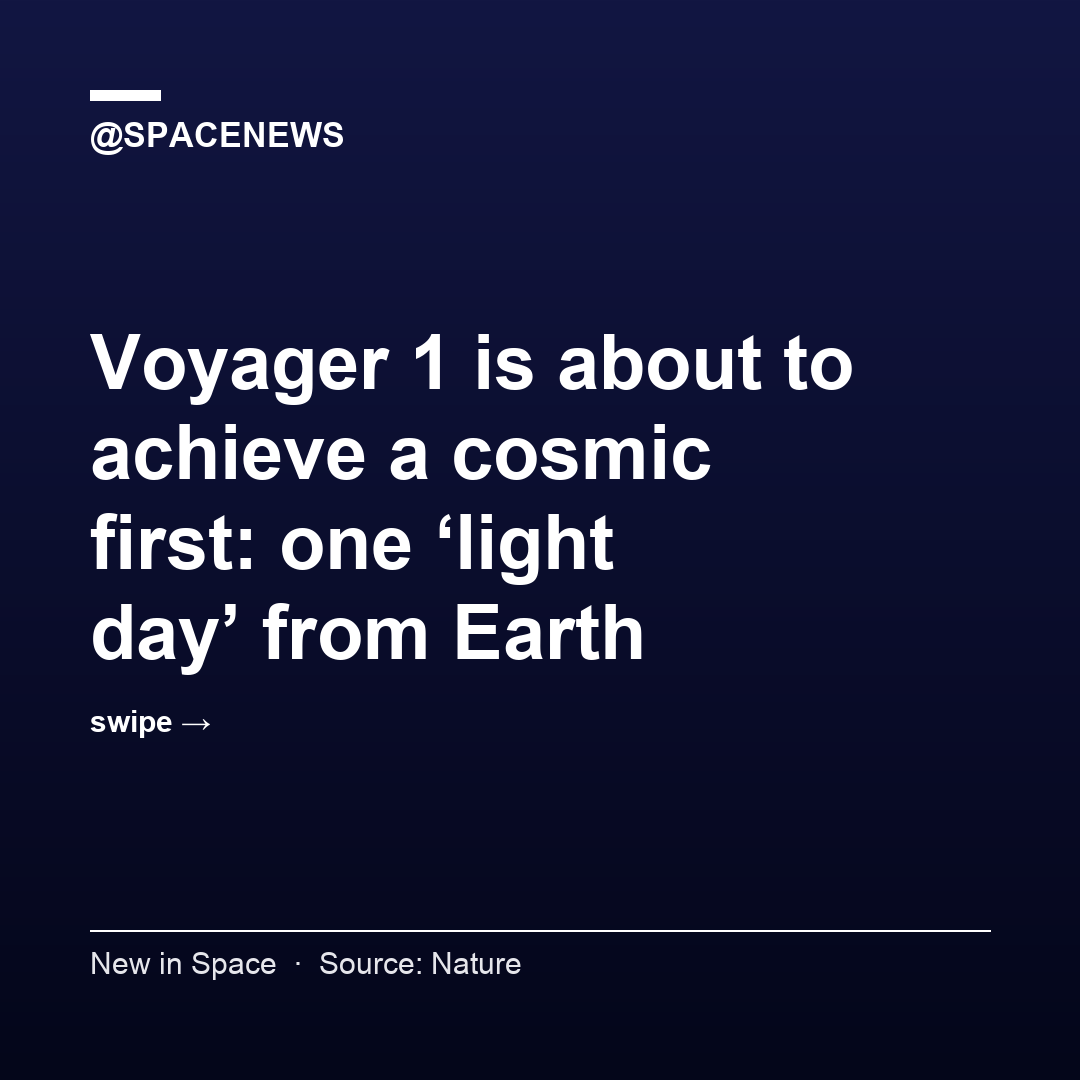 @SPACENEWS
Voyager 1 is about to
achieve a cosmic
first: one ‘light
day’ from Earth
swipe →
New in Space · Source: Nature